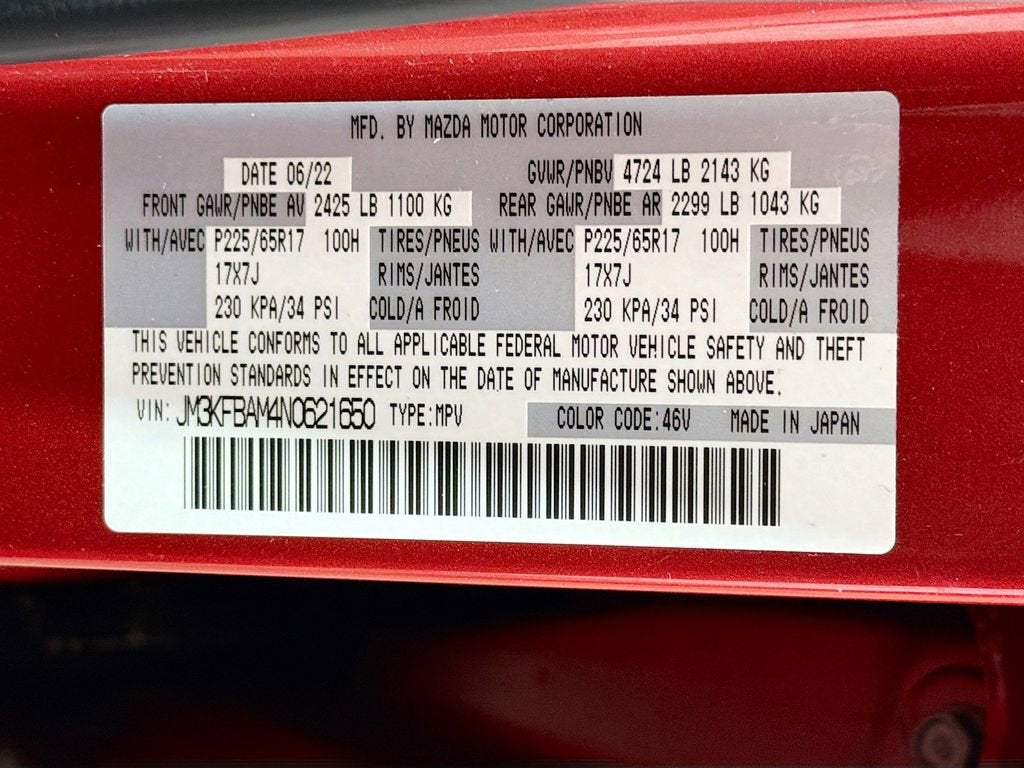 MFD. BY MAZDA MOTOR CORPORATION
DATE 06/22 GVWR/PNBV 4724 LB 2143 KG
FRONT GAWR/PNBE AV 2425 LB 1100 KG REAR GAWR/PNBE AR 2299 LB 1043 KG
WITH/AVEC P225/65R17 100H TIRES/PNEUS WITH/AVEC P225/65R17 100H TIRES/PNEUS
17X7J RIMS/JANTES 17X7J RIMS/JANTES
230 KPA/34 PSI COLD/A FROID 230 KPA/34 PSI COLD/A FROID
THIS VEHICLE CONFORMS TO ALL APPLICABLE FEDERAL MOTOR VEHICLE SAFETY AND THEFT
PREVENTION STANDARDS IN EFFECT ON THE DATE OF MANUFACTURE SHOWN ABOVE.
VIN: JM3KFBAM4N0621650 TYPE:MPV COLOR CODE:46V MADE IN JAPAN